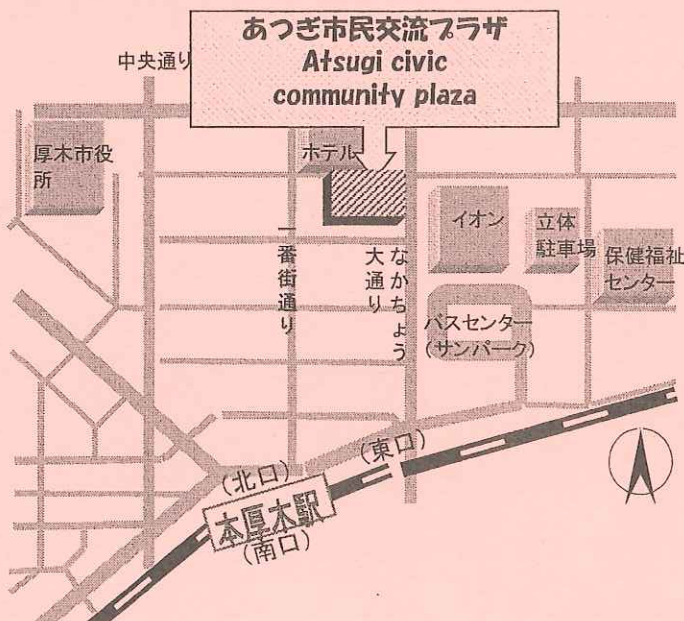 あつぎ市民交流プラザ
Atsugi civic
community plaza
中央通り
厚木市役
所
ホテル
一番街通り
なかちょう
大通り
イオン
立体
駐車場
保健福祉
センター
バスセンター
(サンパーク)
(北口)
(東口)
本厚木駅
(南口)